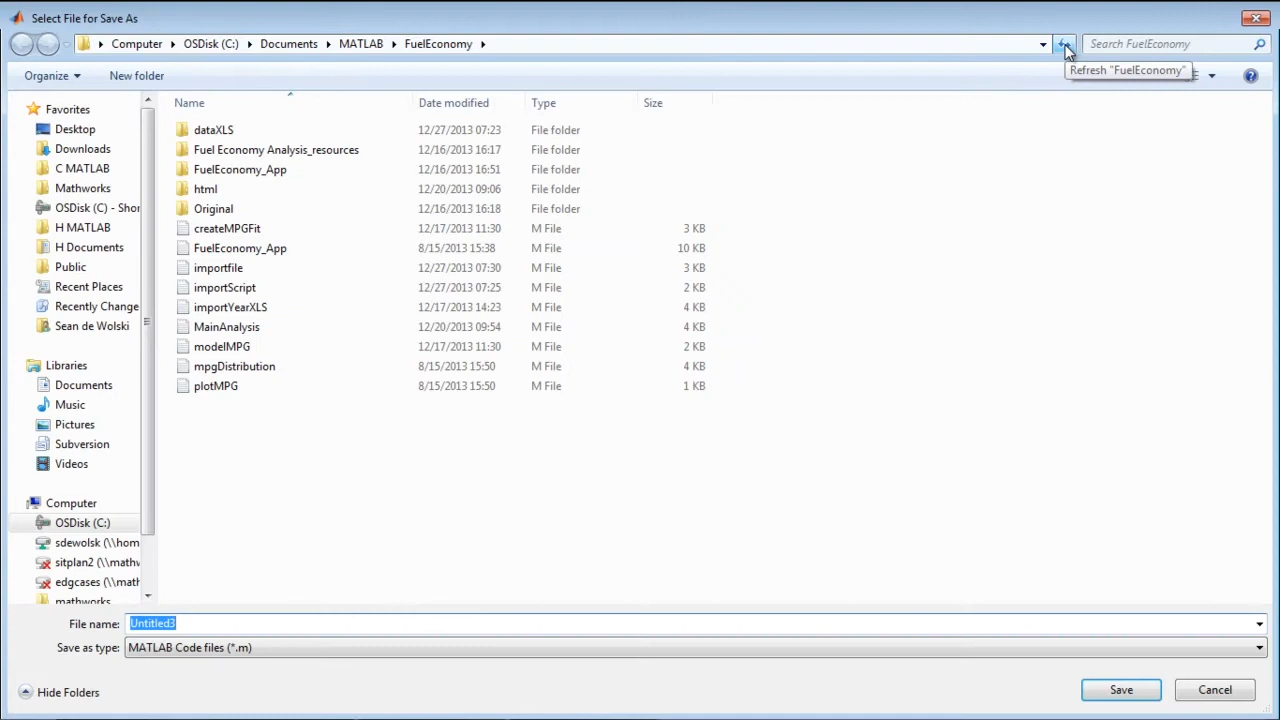 Select File for Save As
Computer OSDisk (C:) Documents MATLAB FuelEconomy
Search FuelEconomy
Organize New folder
Refresh "FuelEconomy"
Name Date modified Type Size
Favorites
Desktop
Downloads
C MATLAB
Mathworks
OSDisk (C) - Shor
H MATLAB
H Documents
Public
Recent Places
Recently Change
Sean de Wolski
Libraries
Documents
Music
Pictures
Subversion
Videos
Computer
OSDisk (C:)
sdewolsk (\\hom
sitplan2 (\\mathw
edgcases (\\math
mathworks
dataXLS 12/27/2013 07:23 File folder
Fuel Economy Analysis_resources 12/16/2013 16:17 File folder
FuelEconomy_App 12/16/2013 16:51 File folder
html 12/20/2013 09:06 File folder
Original 12/16/2013 16:18 File folder
createMPGFit 12/17/2013 11:30 M File 3 KB
FuelEconomy_App 8/15/2013 15:38 M File 10 KB
importfile 12/27/2013 07:30 M File 3 KB
importScript 12/27/2013 07:25 M File 2 KB
importYearXLS 12/17/2013 14:23 M File 4 KB
MainAnalysis 12/20/2013 09:54 M File 4 KB
modelMPG 12/17/2013 11:30 M File 2 KB
mpgDistribution 8/15/2013 15:50 M File 4 KB
plotMPG 8/15/2013 15:50 M File 1 KB
File name: Untitled3
Save as type: MATLAB Code files (*.m)
Hide Folders
Save Cancel